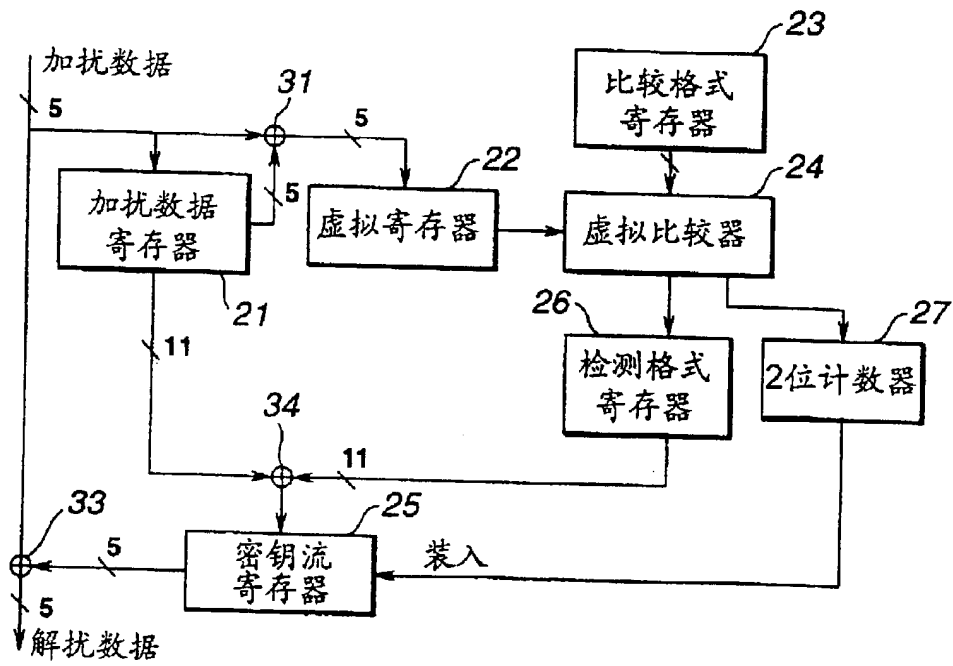 加扰数据
5
31
5
23
比较格式
寄存器
加扰数据
寄存器
5
22
虚拟寄存器
24
虚拟比较器
21
11
26
检测格式
寄存器
27
2位计数器
34
11
33
5
25
密钥流
寄存器
装入
5
解扰数据